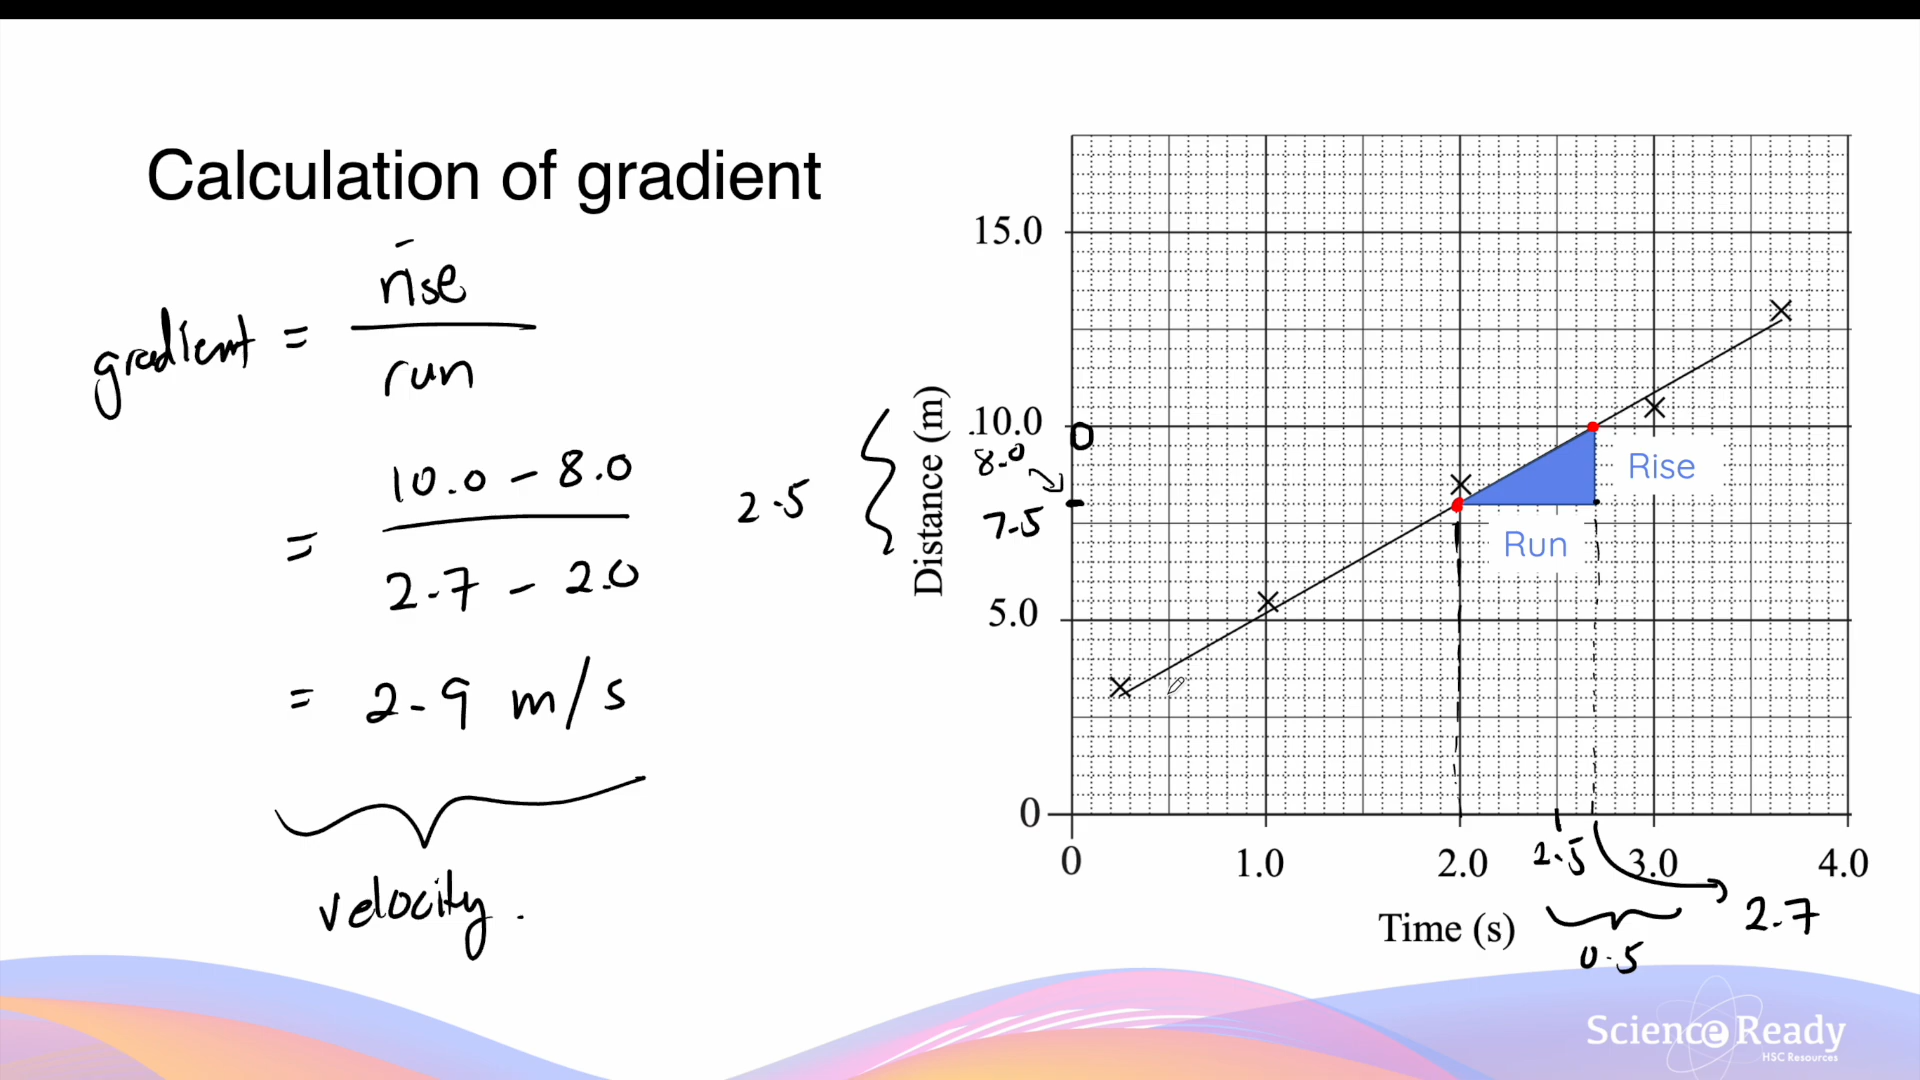 Calculation of gradient
gradient = rise / run
= 10.0 - 8.0 / 2.7 - 2.0
= 2.9 m/s
velocity.
2.5
Distance (m)
15.0
10.0
8.0
7.5
5.0
0
0 1.0 2.0 2.5 3.0 4.0
Rise
Run
Time (s)
2.7
0.5
Science Ready
HSC Resources